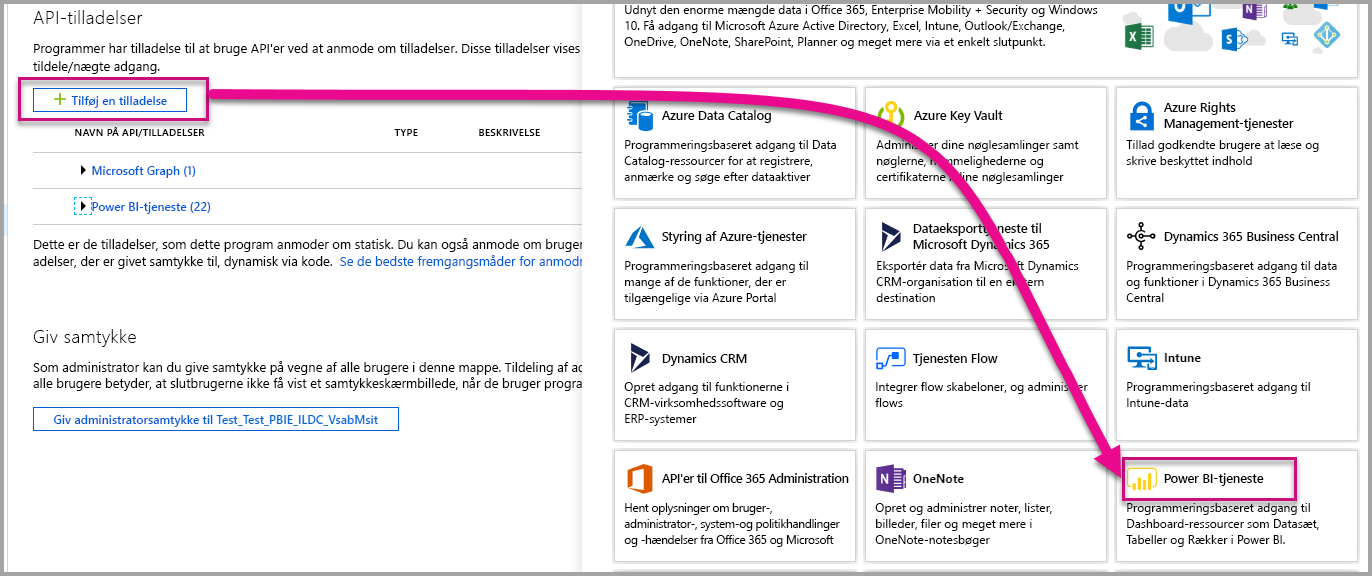 API-tilladelser
Programmer har tilladelse til at bruge API'er ved at anmode om tilladelser. Disse tilladelser vises
tildele/nægte adgang.
Tilføj en tilladelse
NAVN PÅ API/TILLADELSER TYPE BESKRIVELSE
Microsoft Graph (1)
Power BI-tjeneste (22)
Dette er de tilladelser, som dette program anmoder om statisk. Du kan også anmode om bruger
adelser, der er givet samtykke til, dynamisk via kode. Se de bedste fremgangsmåder for anmodr
Giv samtykke
Som administrator kan du give samtykke på vegne af alle brugere i denne mappe. Tildeling af ad
alle brugere betyder, at slutbrugerne ikke få vist et samtykkeskærmbillede, når de bruger progra
Giv administratorsamtykke til Test_Test_PBIE_ILDC_VsabMsit
Udnyt den enorme mængde data i Office 365, Enterprise Mobility + Security og Windows
10. Få adgang til Microsoft Azure Active Directory, Excel, Intune, Outlook/Exchange,
OneDrive, OneNote, SharePoint, Planner og meget mere via et enkelt slutpunkt.
Azure Data Catalog
Programmeringsbaseret adgang til Data
Catalog-ressourcer for at registrere,
anmærke og søge efter dataaktiver
Azure Key Vault
Administrer dine nøglesamlinger samt
nøglerne, hemmelighederne og
certifikaterne i dine nøglesamlinger
Azure Rights
Management-tjenester
Tillad godkendte brugere at læse og
skrive beskyttet indhold
Styring af Azure-tjenester
Programmeringsbaseret adgang til
mange af de funktioner, der er
tilgængelige via Azure Portal
Dataeksporttjeneste til
Microsoft Dynamics 365
Eksportér data fra Microsoft Dynamics
CRM-organisation til en ekstern
destination
Dynamics 365 Business Central
Programmeringsbaseret adgang til data
og funktioner i Dynamics 365 Business
Central
Dynamics CRM
Opret adgang til funktionerne i
CRM-virksomhedssoftware og
ERP-systemer
Tjenesten Flow
Integrer flow skabeloner, og administrer
flows
Intune
Programmeringsbaseret adgang til
Intune-data
API'er til Office 365 Administration
Hent oplysninger om bruger-,
administrator-, system-og politikhandlinger
og -hændelser fra Office 365 og Microsoft
OneNote
Opret og administrer noter, lister,
billeder, filer og meget mere i
OneNote-notesbøger
Power BI-tjeneste
Programmeringsbaseret adgang til
Dashboard-ressourcer som Datasæt,
Tabeller og Rækker i Power BI.